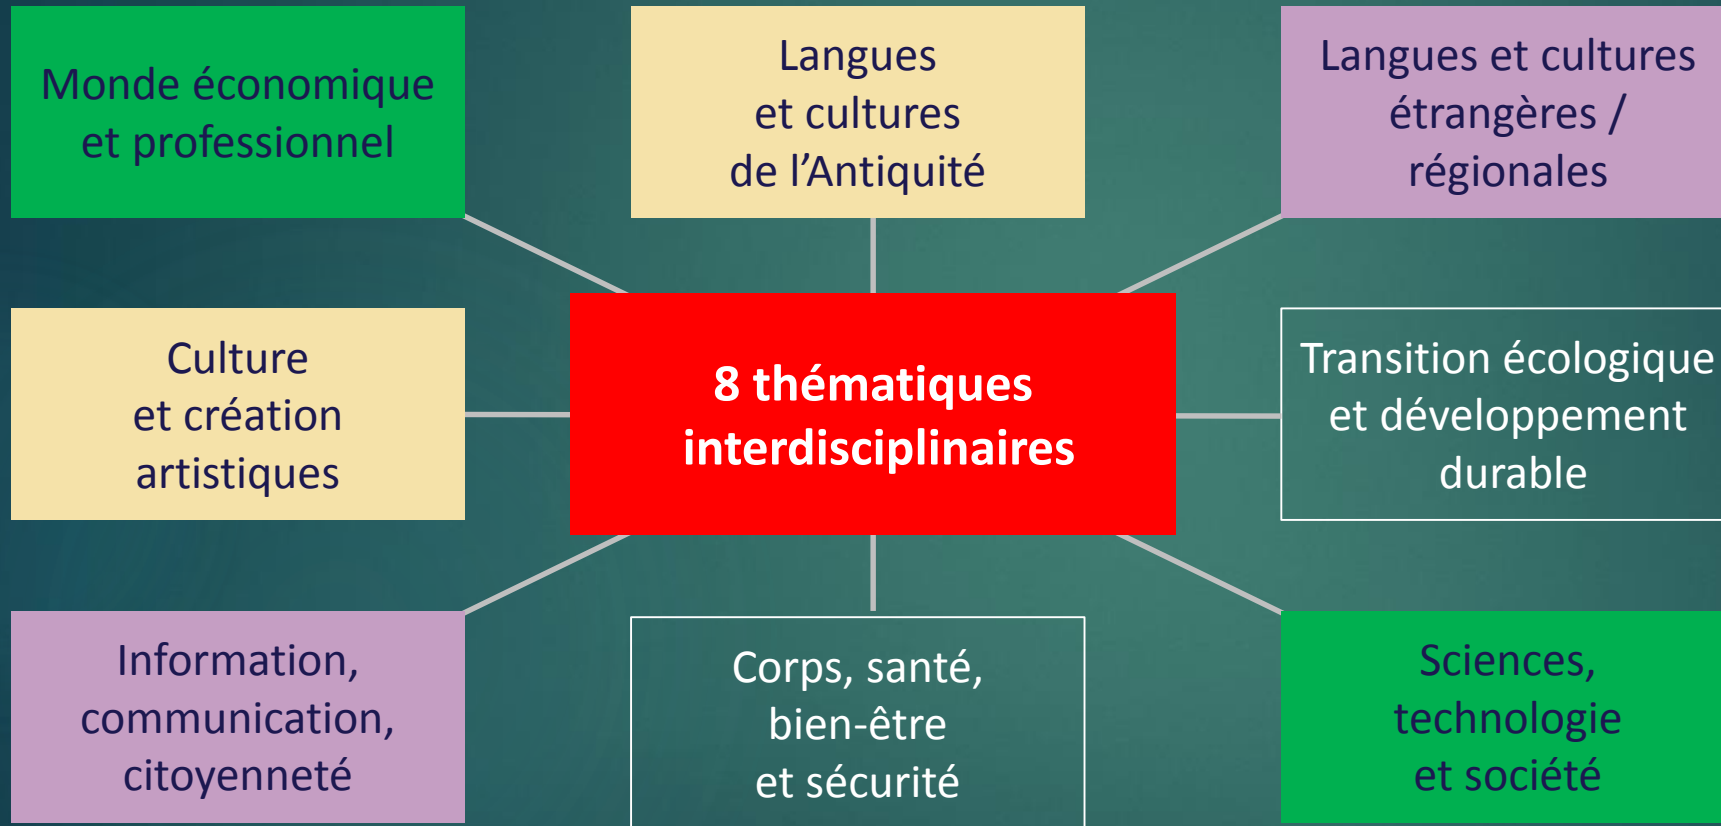 Monde économique
et professionnel
Langues
et cultures
de l’Antiquité
Langues et cultures
étrangères /
régionales
Culture
et création
artistiques
8 thématiques
interdisciplinaires
Transition écologique
et développement
durable
Information,
communication,
citoyenneté
Corps, santé,
bien-être
et sécurité
Sciences,
technologie
et société